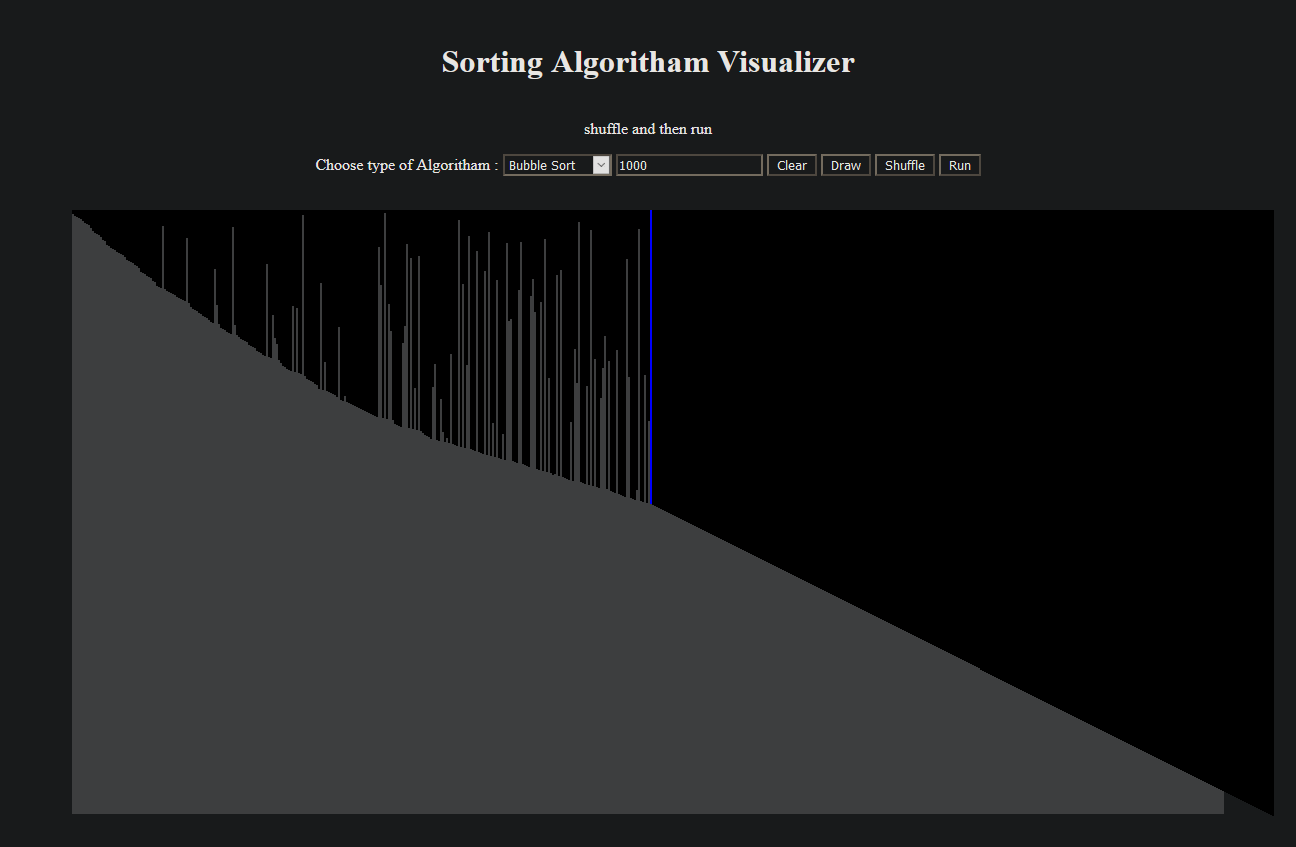 Sorting Algoritham Visualizer
shuffle and then run
Choose type of Algoritham : Bubble Sort 1000 Clear Draw Shuffle Run